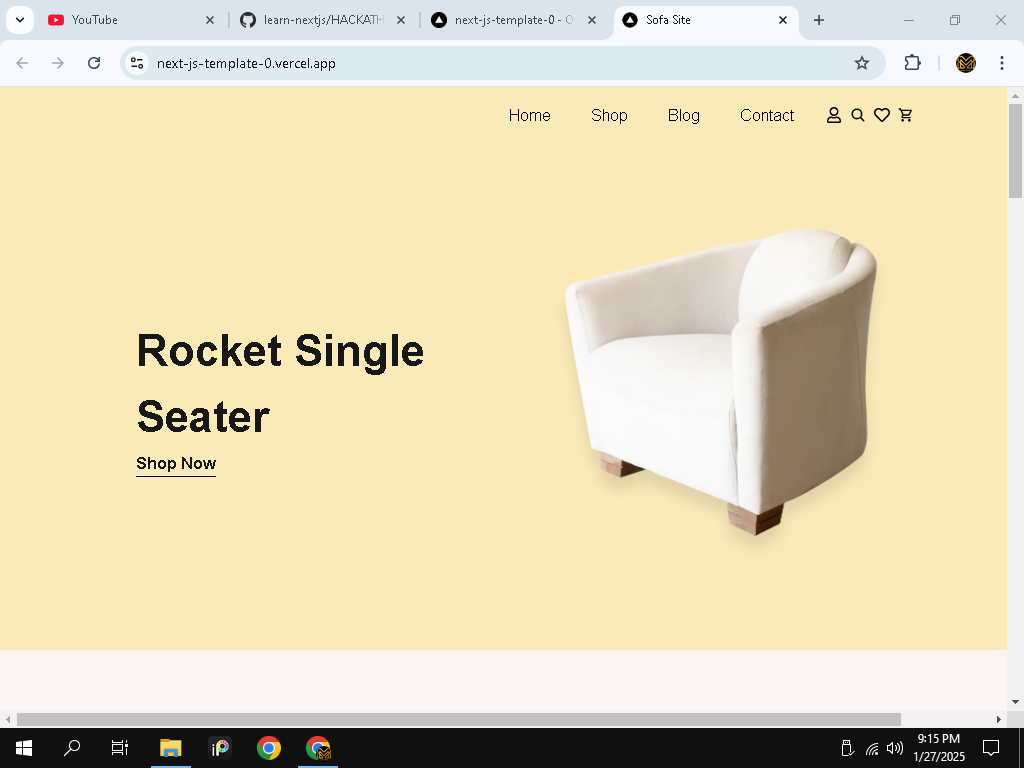 YouTube
learn-nextjs/HACKATH
next-js-template-0 - O
Sofa Site
next-js-template-0.vercel.app
Home Shop Blog Contact
Rocket Single
Seater
Shop Now
iP
9:15 PM
1/27/2025